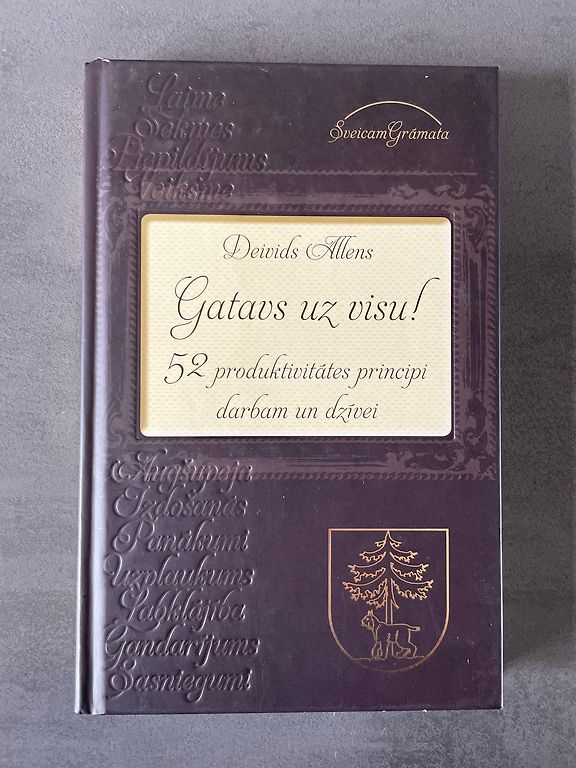 Laime
Sekmes
Piepildījums
Veiksme
SveicamGrāmata
Deivids Allens
Gatavs uz visu!
52 produktivitātes principi
darbam un dzīvei
Augšupeja
Izdošanās
Panākumi
Uzplaukums
Labklājība
Gandarījums
Sasniegumi